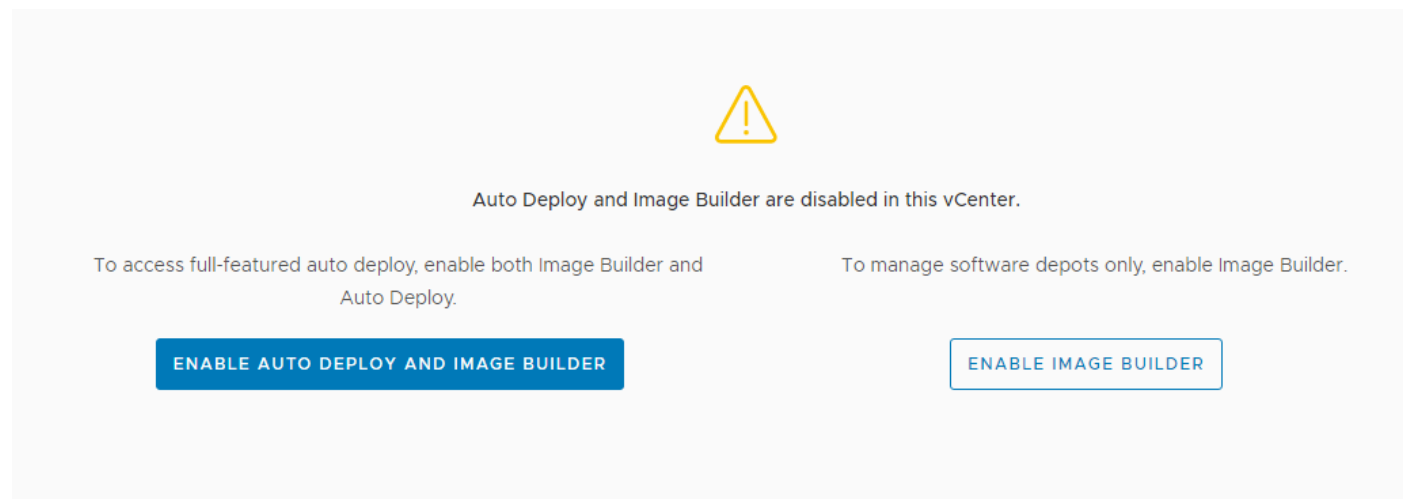 Auto Deploy and Image Builder are disabled in this vCenter.
To access full-featured auto deploy, enable both Image Builder and
Auto Deploy.
ENABLE AUTO DEPLOY AND IMAGE BUILDER
To manage software depots only, enable Image Builder.
ENABLE IMAGE BUILDER